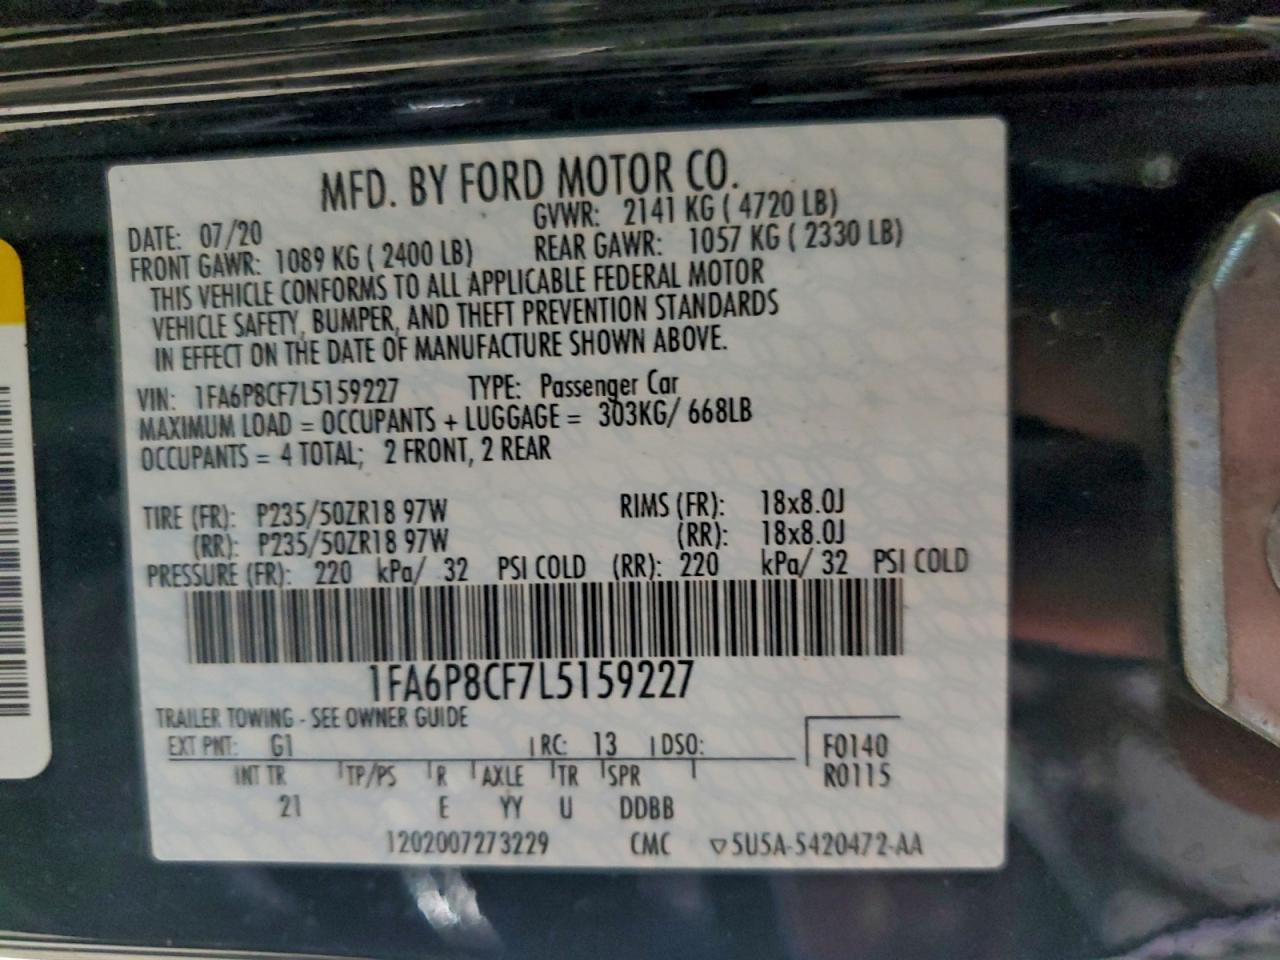 MFD. BY FORD MOTOR CO.
DATE: 07/20 GVWR: 2141 KG ( 4720 LB)
FRONT GAWR: 1089 KG ( 2400 LB) REAR GAWR: 1057 KG ( 2330 LB)
THIS VEHICLE CONFORMS TO ALL APPLICABLE FEDERAL MOTOR
VEHICLE SAFETY, BUMPER, AND THEFT PREVENTION STANDARDS
IN EFFECT ON THE DATE OF MANUFACTURE SHOWN ABOVE.
VIN: 1FA6P8CF7L5159227 TYPE: Passenger Car
MAXIMUM LOAD = OCCUPANTS + LUGGAGE = 303KG/ 668LB
OCCUPANTS = 4 TOTAL; 2 FRONT, 2 REAR
TIRE (FR): P235/50ZR18 97W RIMS (FR): 18x8.0J
(RR): P235/50ZR18 97W (RR): 18x8.0J
PRESSURE (FR): 220 kPa/ 32 PSI COLD (RR): 220 kPa/ 32 PSI COLD
1FA6P8CF7L5159227
TRAILER TOWING - SEE OWNER GUIDE
EXT PNT: G1 RC: 13 DSO: F0140
R0115
INT TR TP/PS R AXLE TR SPR
21 E YY U DDBB
1202007273229 CMC ▽5U5A-5420472-AA